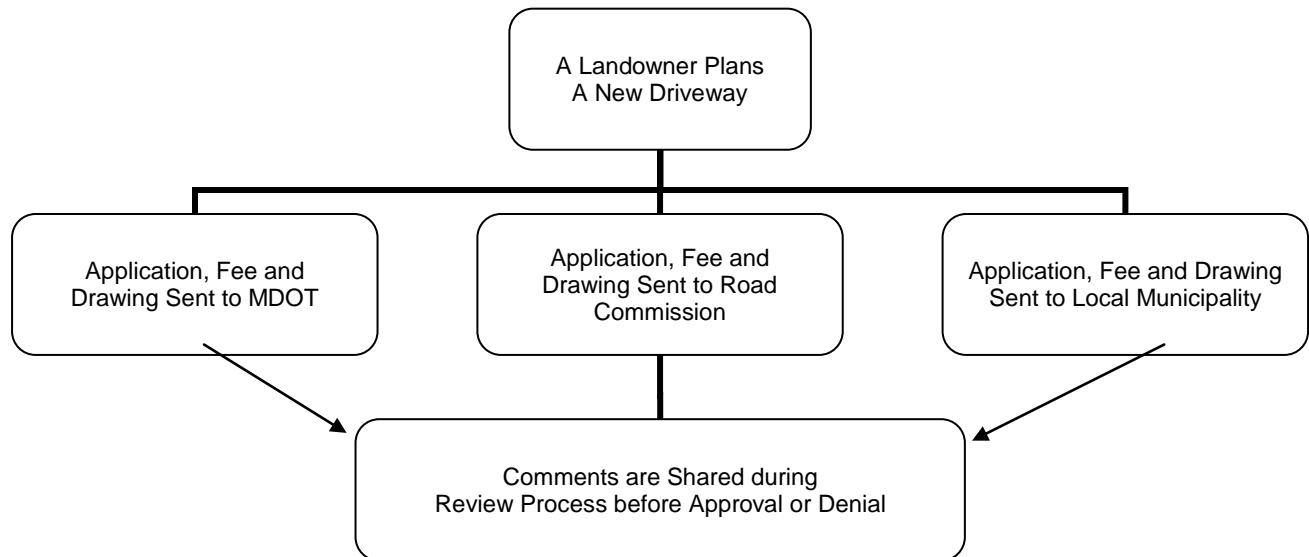 A Landowner Plans
A New Driveway
Application, Fee and
Drawing Sent to MDOT
Application, Fee and
Drawing Sent to Road
Commission
Application, Fee and Drawing
Sent to Local Municipality
Comments are Shared during
Review Process before Approval or Denial